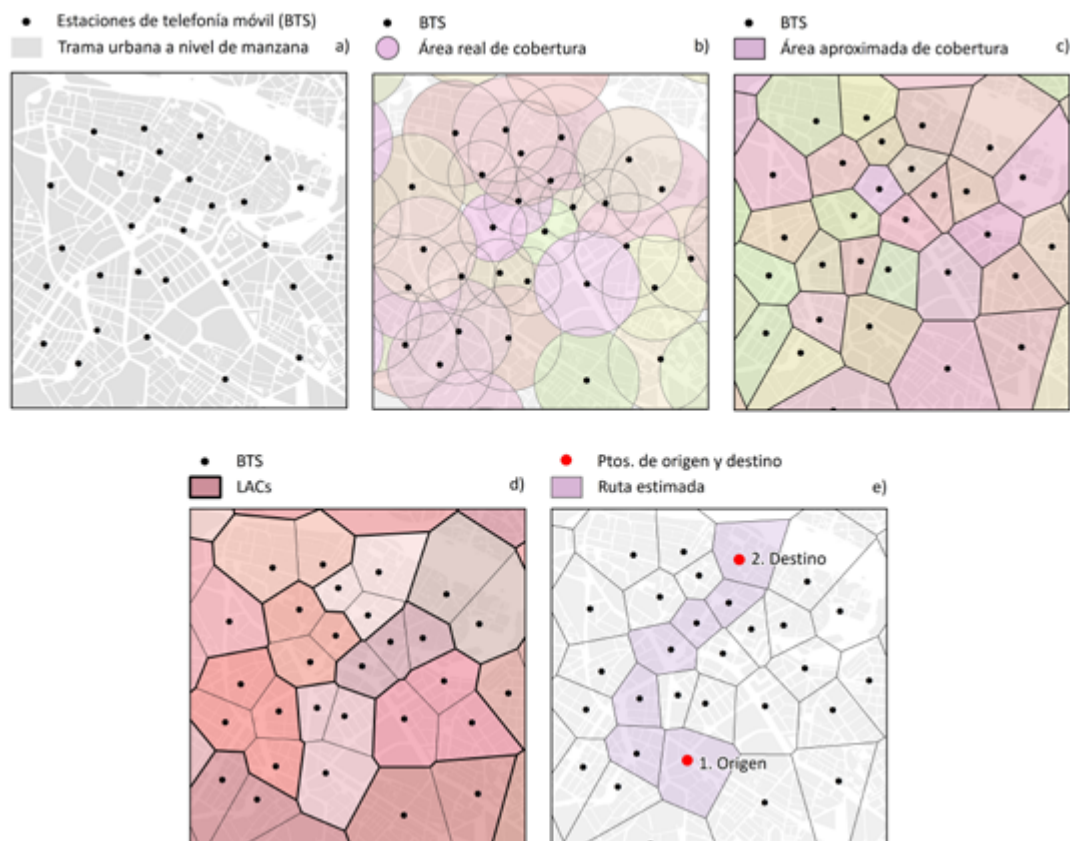 Estaciones de telefonía móvil (BTS)
Trama urbana a nivel de manzana a)
BTS
Área real de cobertura b)
BTS
Área aproximada de cobertura c)
BTS
LACs d)
Ptos. de origen y destino
Ruta estimada e)
2. Destino
1. Origen